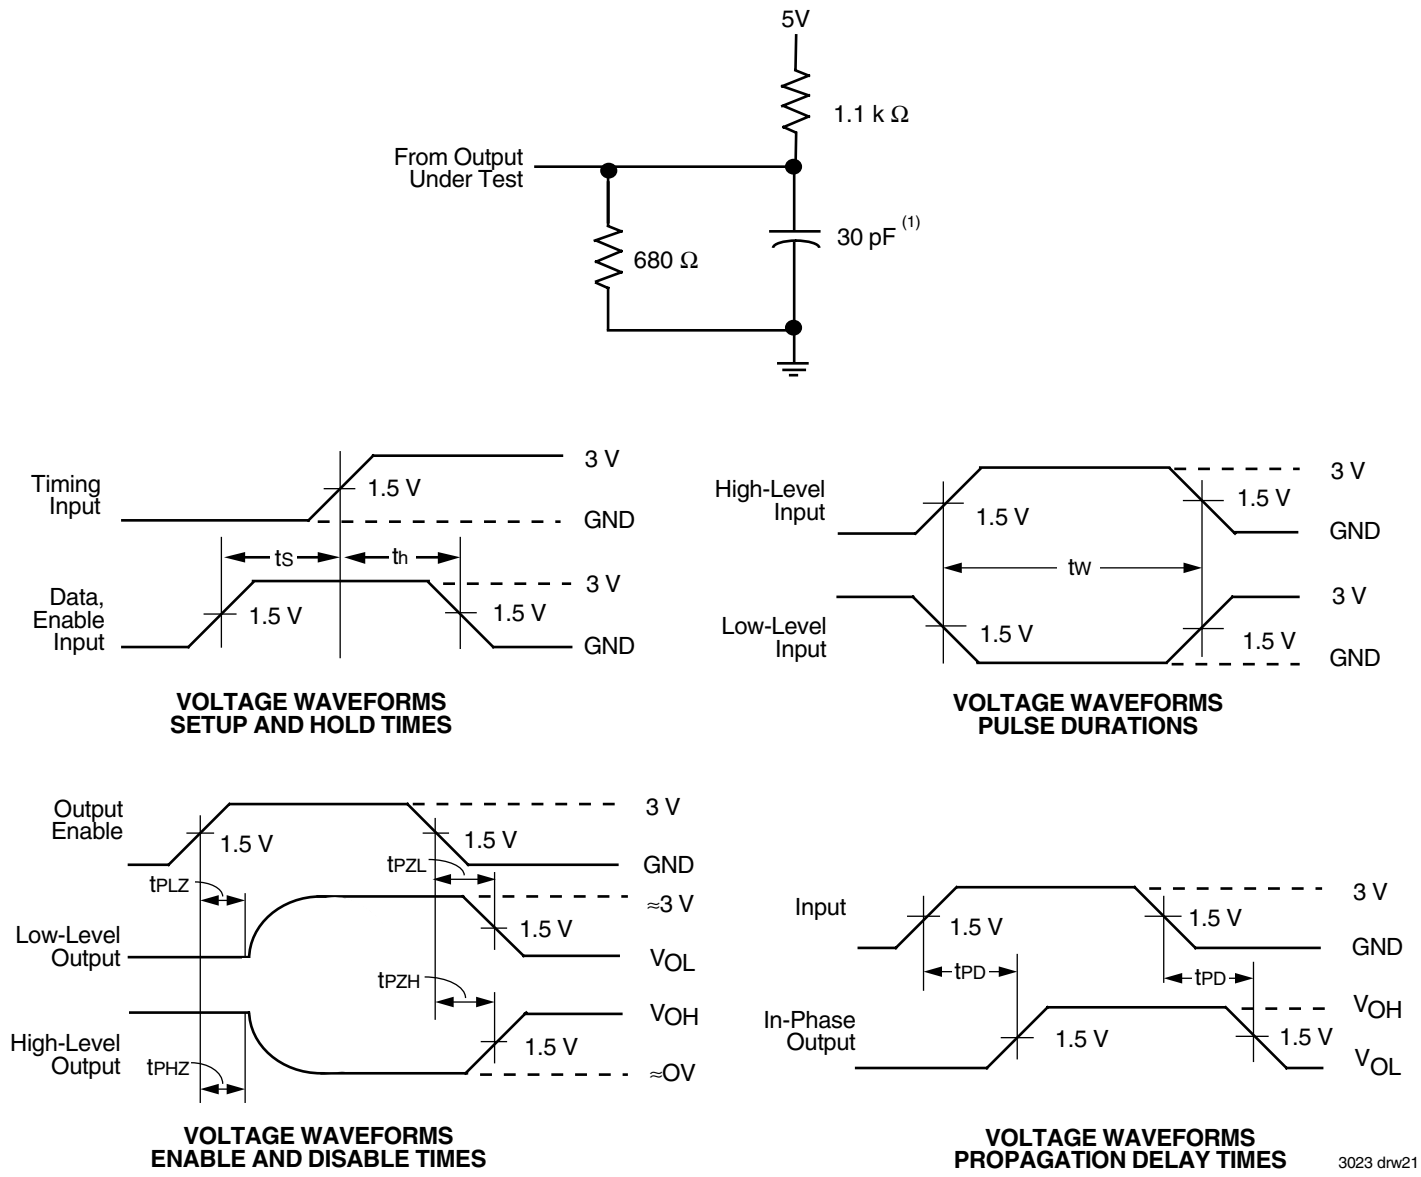 5V
1.1 k Ω
From Output
Under Test
30 pF (1)
680 Ω
Timing
Input
1.5 V
3 V
GND
tS
th
Data,
Enable
Input
1.5 V
1.5 V
3 V
GND
VOLTAGE WAVEFORMS
SETUP AND HOLD TIMES
High-Level
Input
1.5 V
1.5 V
3 V
GND
tW
Low-Level
Input
1.5 V
1.5 V
3 V
GND
VOLTAGE WAVEFORMS
PULSE DURATIONS
Output
Enable
1.5 V
1.5 V
3 V
GND
tPLZ
tPZL
Low-Level
Output
1.5 V
≈3 V
VOL
tPZH
High-Level
Output
tPHZ
1.5 V
VOH
≈OV
VOLTAGE WAVEFORMS
ENABLE AND DISABLE TIMES
Input
1.5 V
1.5 V
3 V
GND
tPD
tPD
In-Phase
Output
1.5 V
1.5 V
VOH
VOL
VOLTAGE WAVEFORMS
PROPAGATION DELAY TIMES
3023 drw21